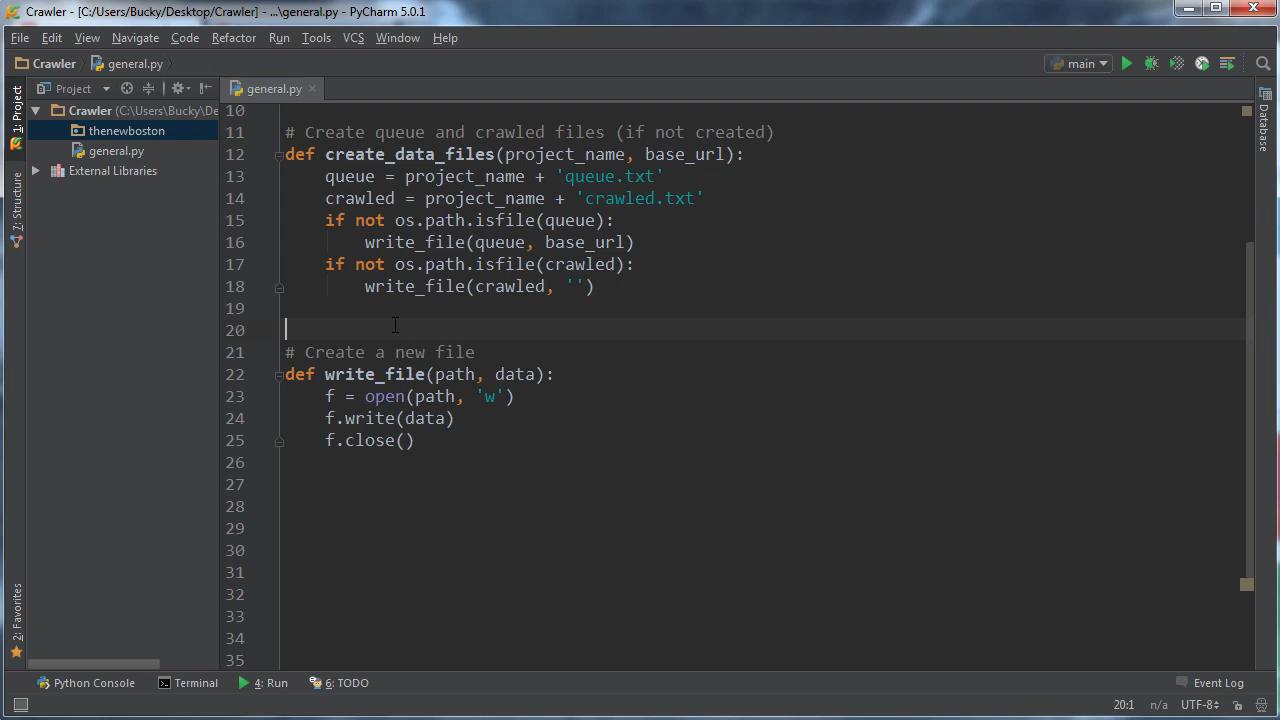 Crawler - [C:/Users/Bucky/Desktop/Crawler] - ...\general.py - PyCharm 5.0.1
File Edit View Navigate Code Refactor Run Tools VCS Window Help
Crawler general.py main
Project general.py
1: Project
7: Structure
2: Favorites
Database
Crawler (C:\Users\Bucky\De
thenewboston
general.py
External Libraries
10
11 # Create queue and crawled files (if not created)
12 def create_data_files(project_name, base_url):
13 queue = project_name + 'queue.txt'
14 crawled = project_name + 'crawled.txt'
15 if not os.path.isfile(queue):
16 write_file(queue, base_url)
17 if not os.path.isfile(crawled):
18 write_file(crawled, '')
19
20
21 # Create a new file
22 def write_file(path, data):
23 f = open(path, 'w')
24 f.write(data)
25 f.close()
26
27
28
29
30
31
32
33
34
35
Python Console Terminal 4: Run 6: TODO Event Log
20:1 n/a UTF-8